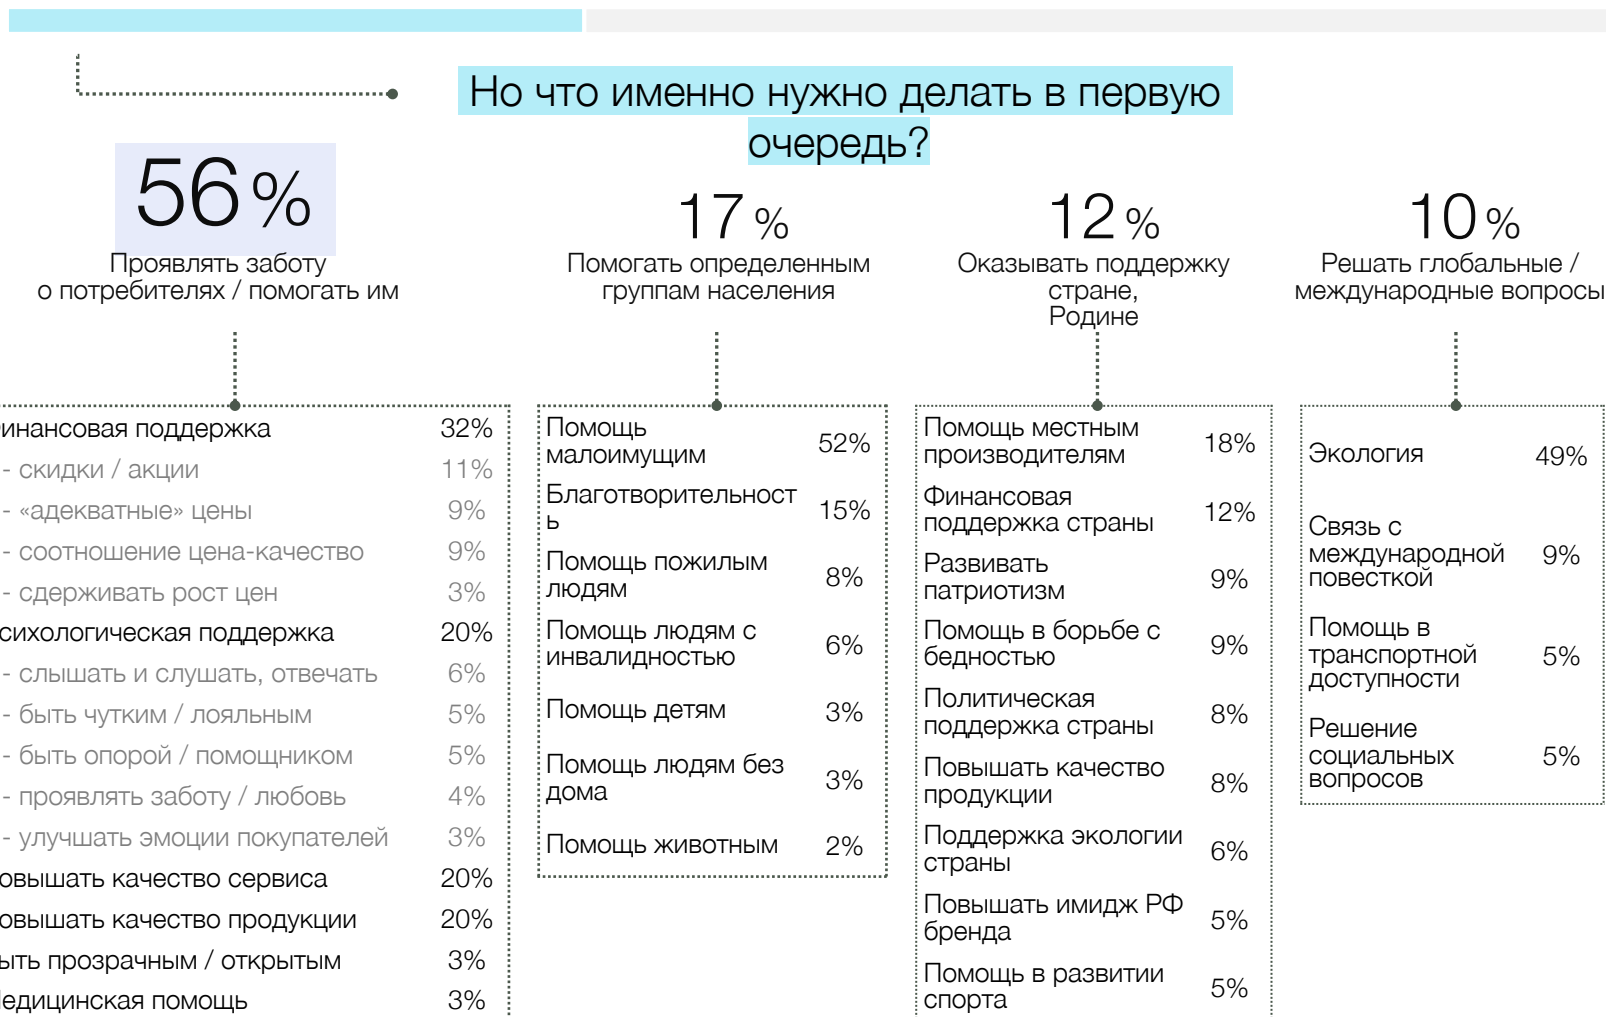 Но что именно нужно делать в первую
очередь?
56 %
Проявлять заботу
о потребителях / помогать им
17 %
Помогать определенным
группам населения
12 %
Оказывать поддержку
стране,
Родине
10 %
Решать глобальные /
международные вопросы
инансовая поддержка 32%
- скидки / акции 11%
- «адекватные» цены 9%
- соотношение цена-качество 9%
- сдерживать рост цен 3%
сихологическая поддержка 20%
- слышать и слушать, отвечать 6%
- быть чутким / лояльным 5%
- быть опорой / помощником 5%
- проявлять заботу / любовь 4%
- улучшать эмоции покупателей 3%
овышать качество сервиса 20%
овышать качество продукции 20%
ыть прозрачным / открытым 3%
едицинская помощь 3%
Помощь
малоимущим 52%
Благотворительност
ь 15%
Помощь пожилым
людям 8%
Помощь людям с
инвалидностью 6%
Помощь детям 3%
Помощь людям без
дома 3%
Помощь животным 2%
Помощь местным
производителям 18%
Финансовая
поддержка страны 12%
Развивать
патриотизм 9%
Помощь в борьбе с
бедностью 9%
Политическая
поддержка страны 8%
Повышать качество
продукции 8%
Поддержка экологии
страны 6%
Повышать имидж РФ
бренда 5%
Помощь в развитии
спорта 5%
Экология 49%
Связь с
международной
повесткой 9%
Помощь в
транспортной
доступности 5%
Решение
социальных
вопросов 5%